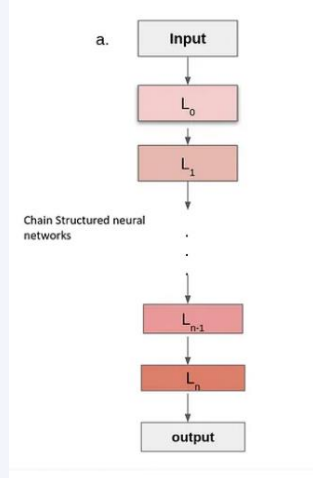 a.
Input
L0
L1
Chain Structured neural
networks
.
.
.
Ln-1
Ln
output